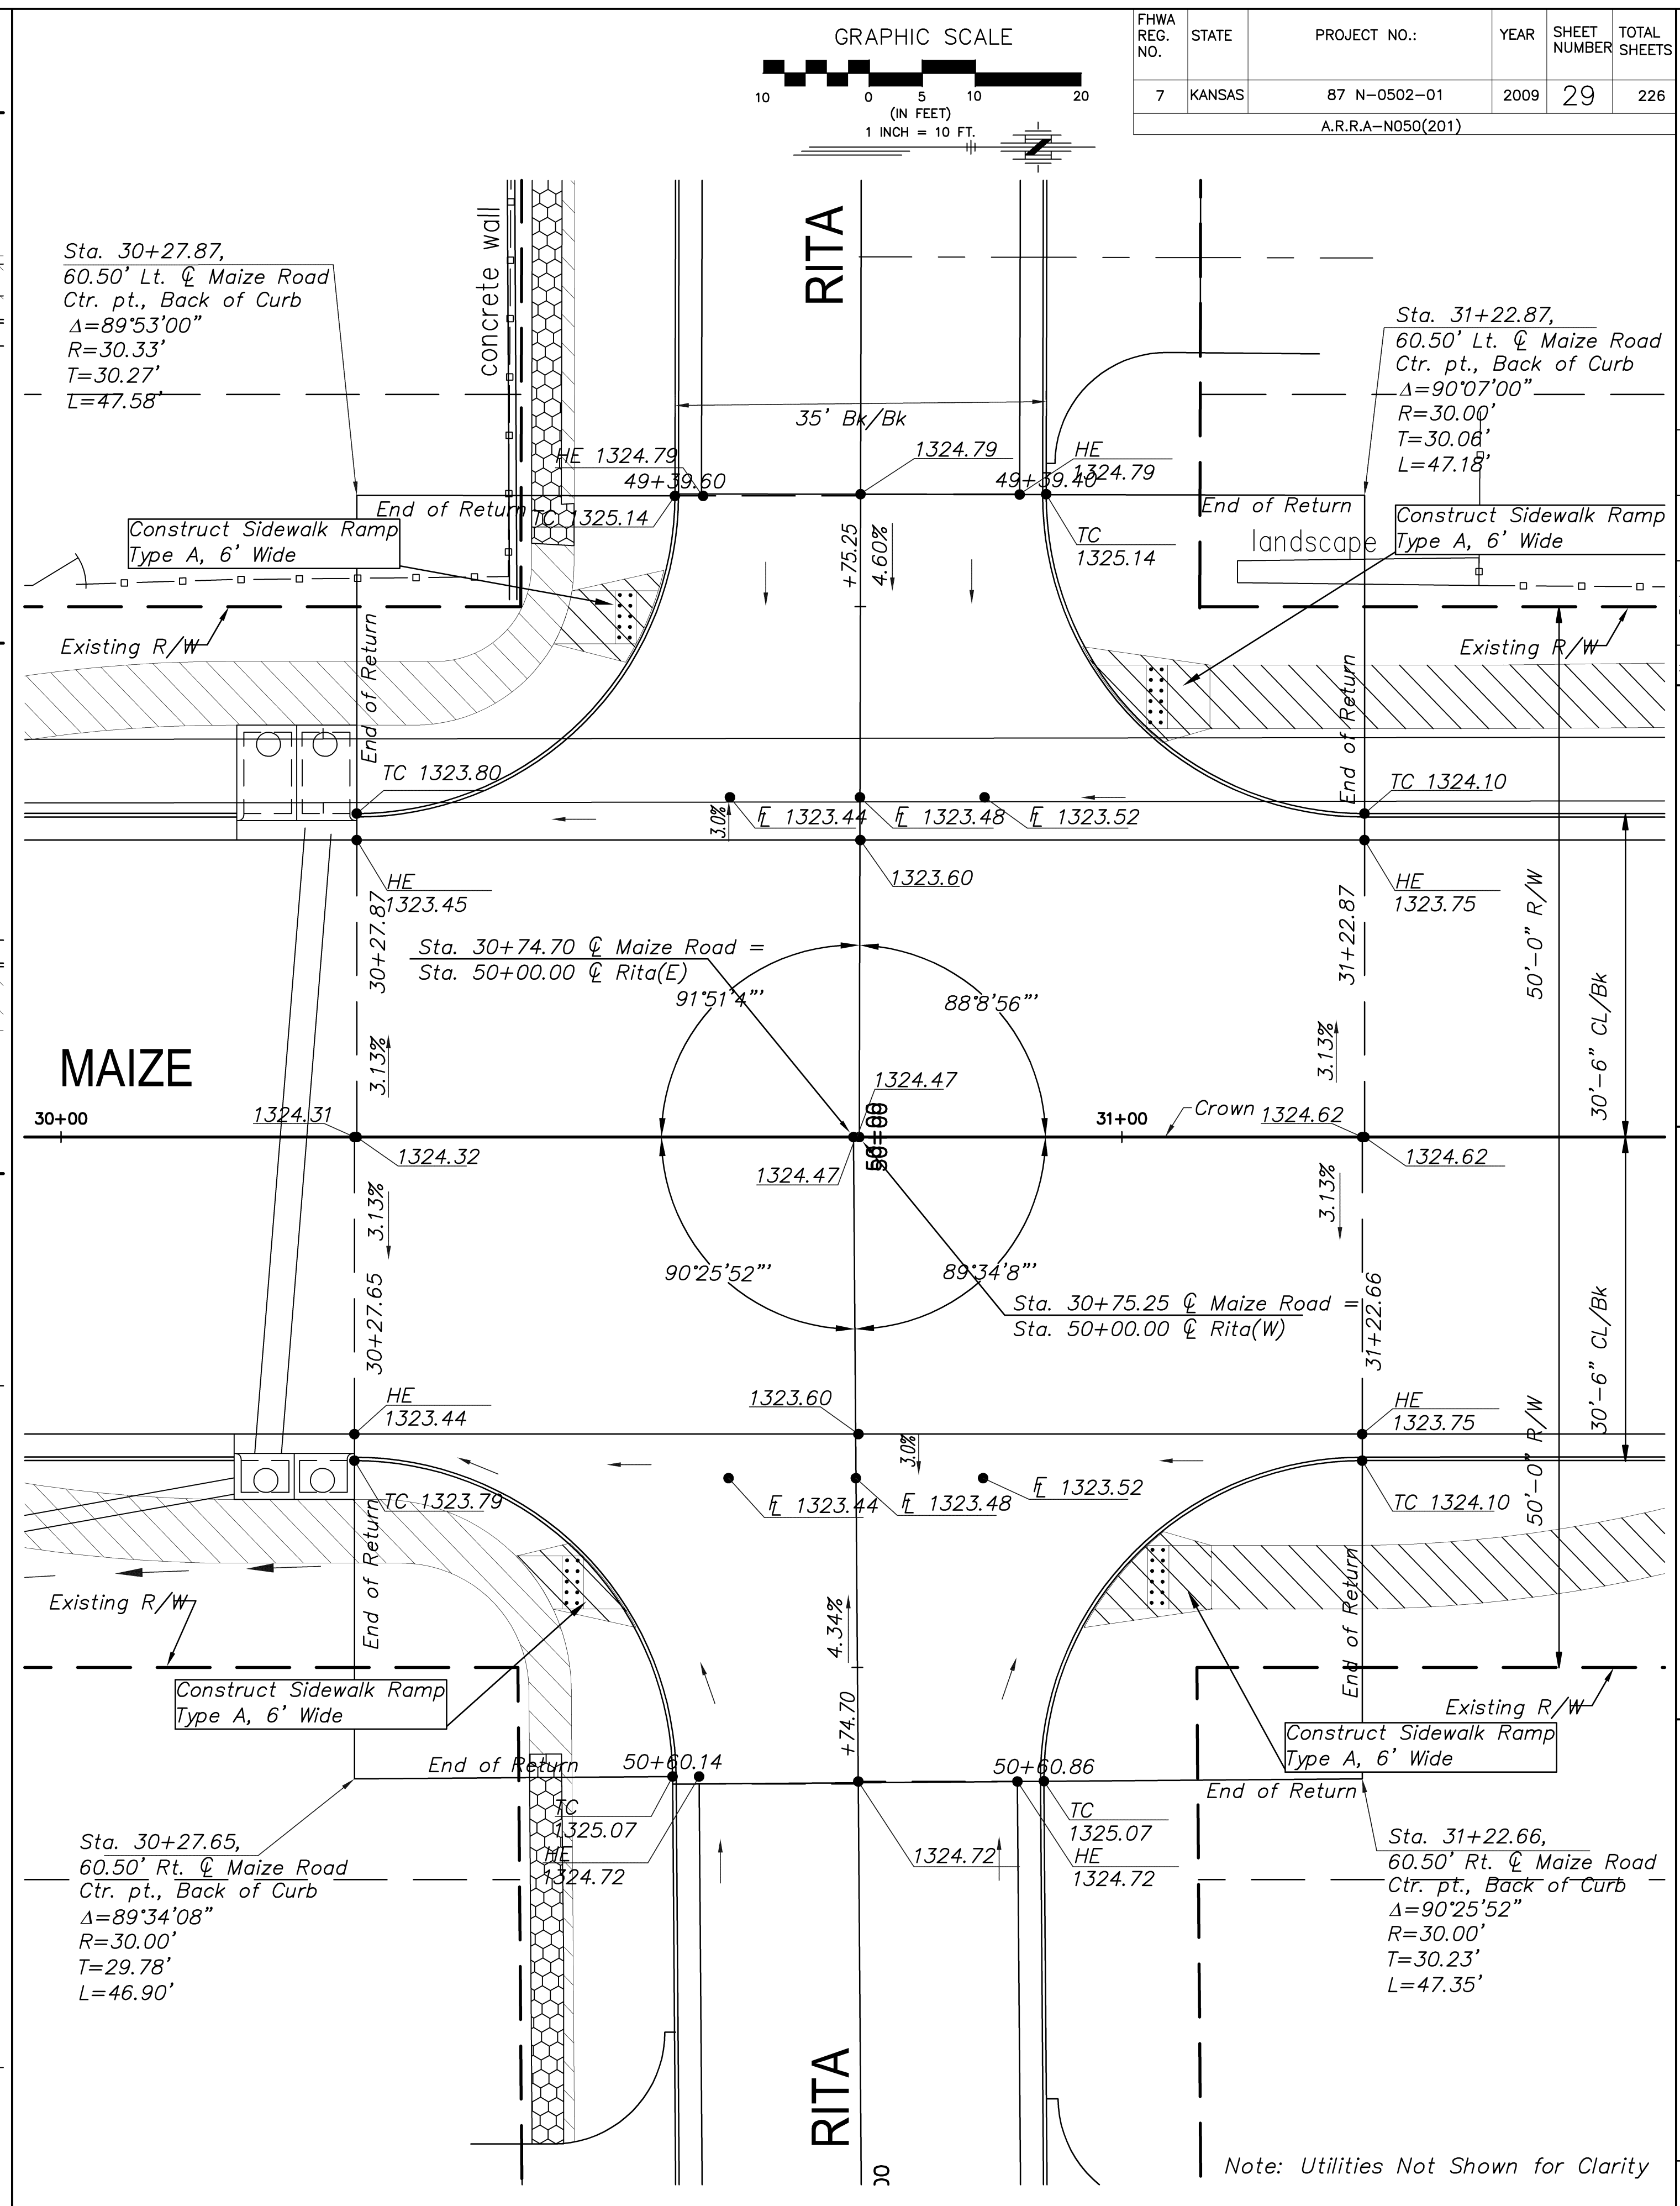 GRAPHIC SCALE
10 0 5 10 20
(IN FEET)
1 INCH = 10 FT.
N
FHWA REG. NO. STATE PROJECT NO.: YEAR SHEET NUMBER TOTAL SHEETS
7 KANSAS 87 N-0502-01 2009 29 226
A.R.R.A-N050(201)
Sta. 30+27.87,
60.50' Lt. ℄ Maize Road
Ctr. pt., Back of Curb
Δ=89°53'00"
R=30.33'
T=30.27'
L=47.58'
concrete wall
RITA
Sta. 31+22.87,
60.50' Lt. ℄ Maize Road
Ctr. pt., Back of Curb
Δ=90°07'00"
R=30.00'
T=30.06'
L=47.18'
35' Bk/Bk
HE 1324.79
49+39.60
TC 1325.14
1324.79
HE
1324.79
49+39.40
TC
1325.14
End of Return
End of Return
Construct Sidewalk Ramp
Type A, 6' Wide
landscape
Construct Sidewalk Ramp
Type A, 6' Wide
+75.25
4.60%
Existing R/W
Existing R/W
End of Return
End of Return
TC 1323.80
TC 1324.10
3.0%
FL 1323.44
FL 1323.48
FL 1323.52
1323.60
HE
1323.45
HE
1323.75
30+27.87
31+22.87
50'-0" R/W
30'-6" CL/Bk
Sta. 30+74.70 ℄ Maize Road =
Sta. 50+00.00 ℄ Rita(E)
91°51'4"'
88°8'56"'
MAIZE
3.13%
3.13%
30+00
1324.31
1324.47
50+00
50+00
31+00
Crown
1324.62
1324.32
1324.47
1324.62
3.13%
3.13%
90°25'52"'
89°34'8"'
30+27.65
31+22.66
Sta. 30+75.25 ℄ Maize Road =
Sta. 50+00.00 ℄ Rita(W)
30'-6" CL/Bk
50'-0" R/W
HE
1323.44
1323.60
HE
1323.75
3.0%
TC 1323.79
FL 1323.44
FL 1323.48
FL 1323.52
TC 1324.10
End of Return
End of Return
Existing R/W
4.34%
Construct Sidewalk Ramp
Type A, 6' Wide
+74.70
Existing R/W
Construct Sidewalk Ramp
Type A, 6' Wide
End of Return
50+60.14
50+60.86
End of Return
TC
1325.07
HE
1324.72
1324.72
TC
1325.07
HE
1324.72
Sta. 30+27.65,
60.50' Rt. ℄ Maize Road
Ctr. pt., Back of Curb
Δ=89°34'08"
R=30.00'
T=29.78'
L=46.90'
Sta. 31+22.66,
60.50' Rt. ℄ Maize Road
Ctr. pt., Back of Curb
Δ=90°25'52"
R=30.00'
T=30.23'
L=47.35'
RITA
00
Note: Utilities Not Shown for Clarity